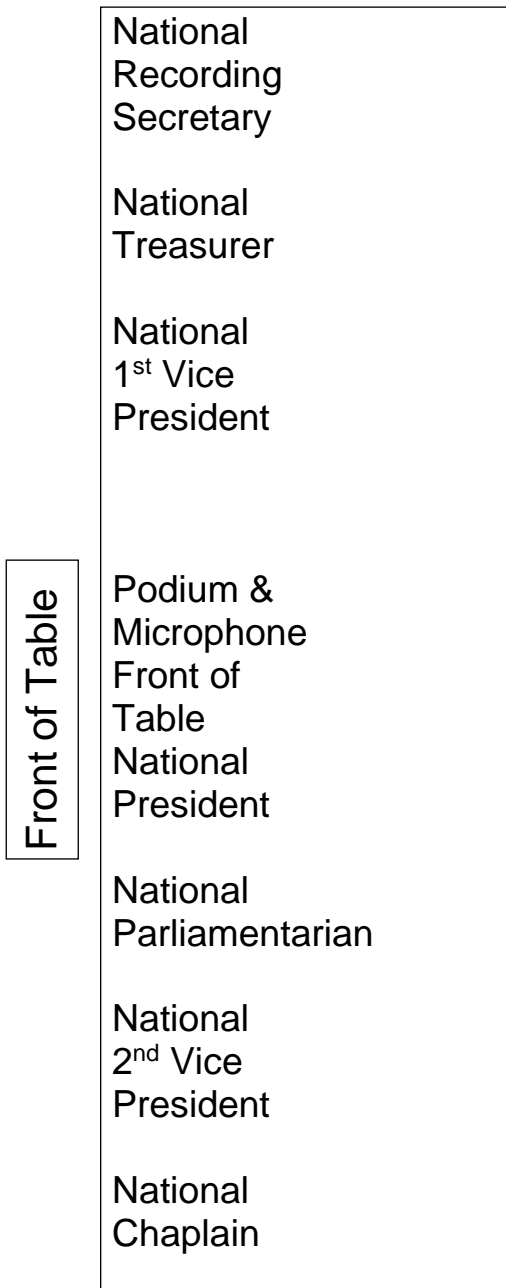 National
Recording
Secretary
National
Treasurer
National
1st Vice
President
Front of Table
Podium &
Microphone
Front of
Table
National
President
National
Parliamentarian
National
2nd Vice
President
National
Chaplain